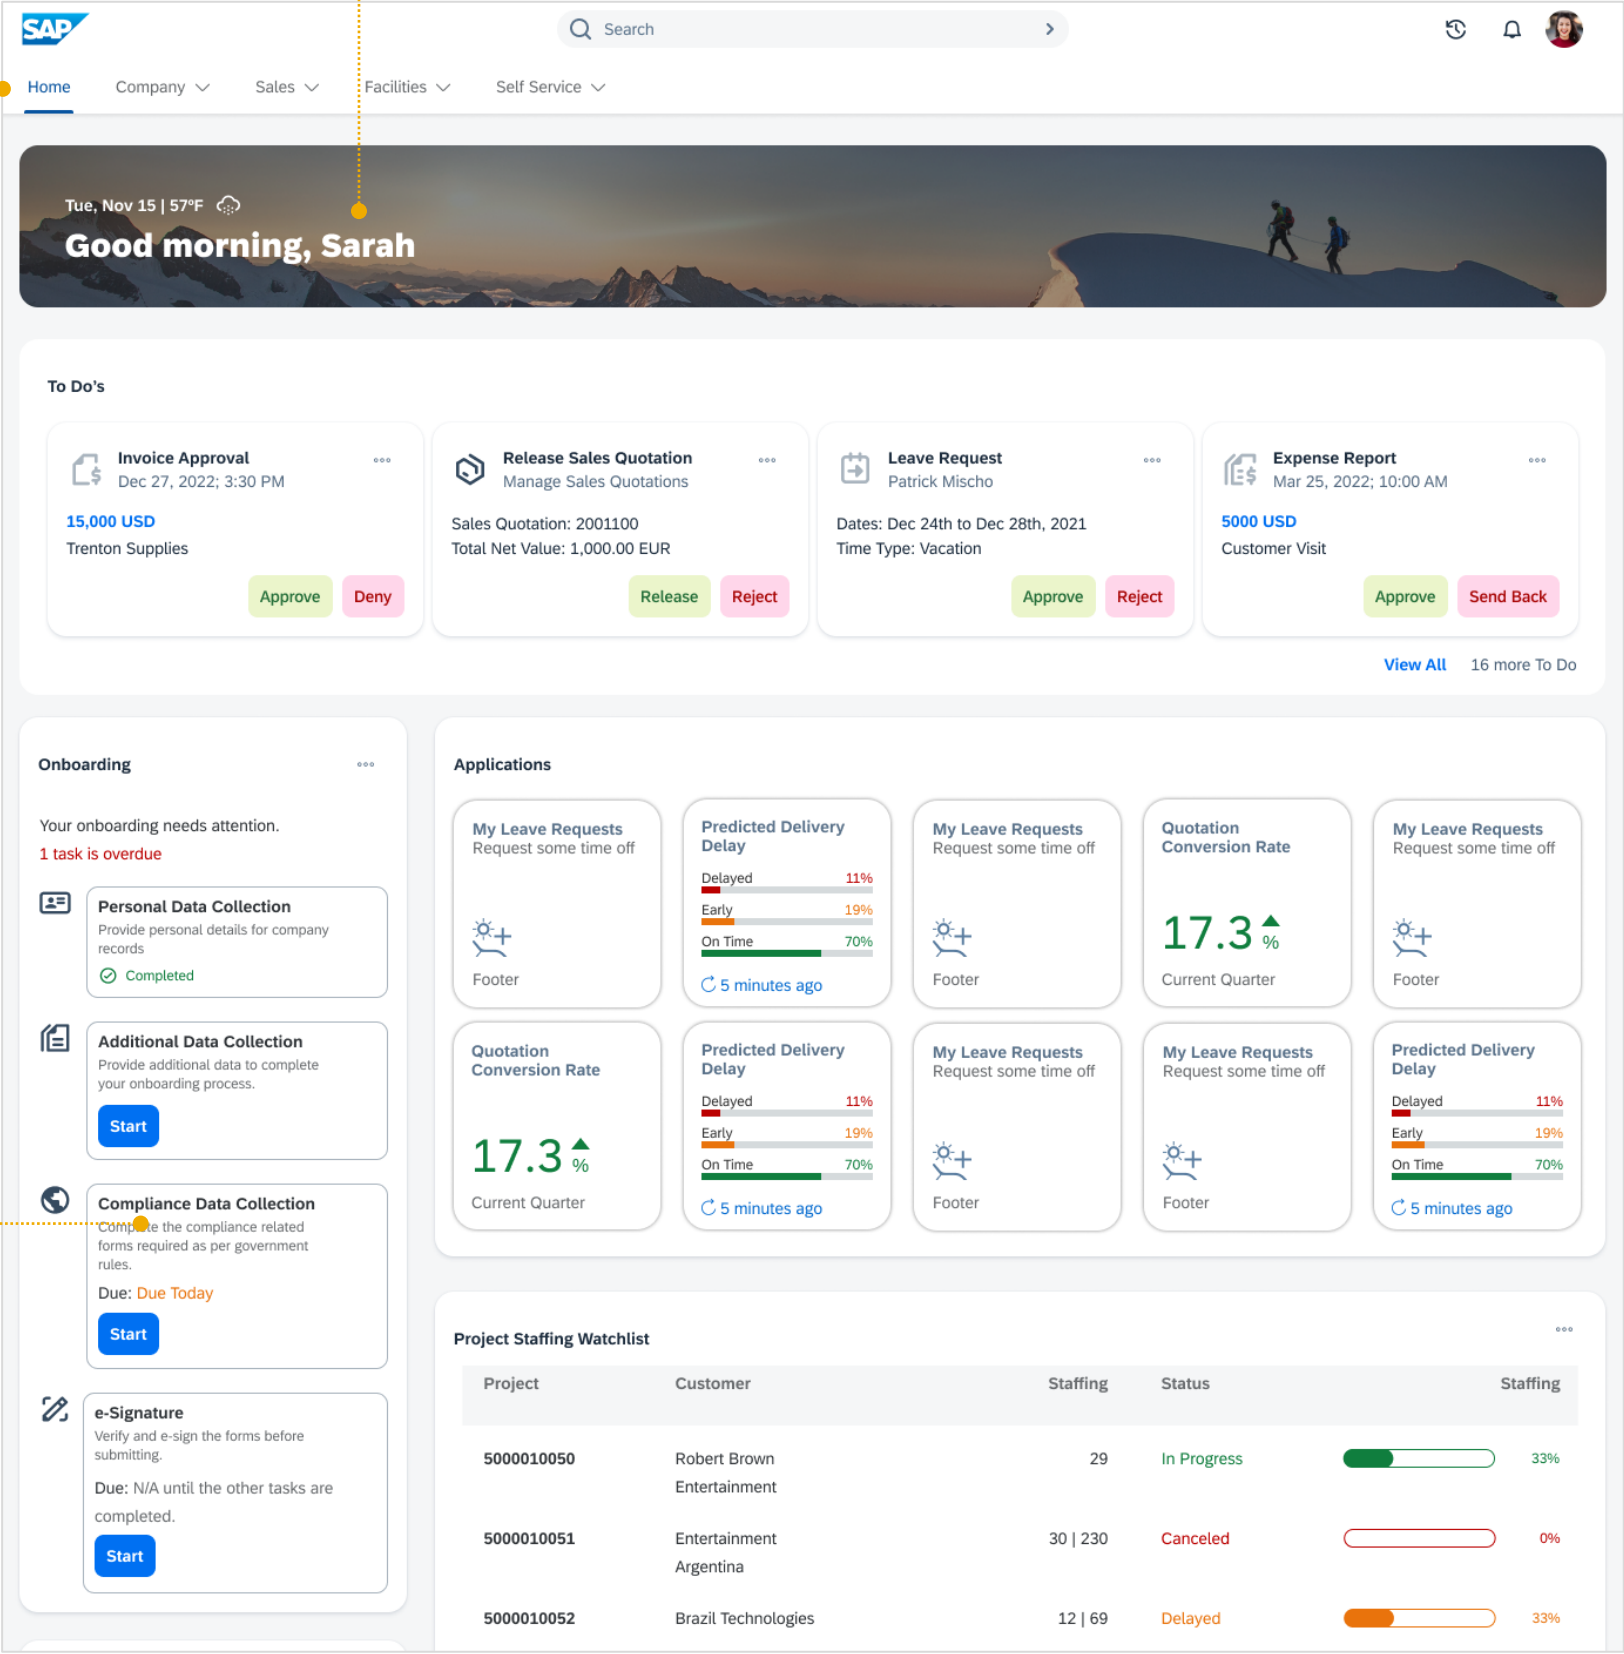 SAP
Search
Home Company Sales Facilities Self Service
Tue, Nov 15 | 57°F
Good morning, Sarah
To Do's
Invoice Approval
Dec 27, 2022; 3:30 PM
15,000 USD
Trenton Supplies
Approve Deny
Release Sales Quotation
Manage Sales Quotations
Sales Quotation: 2001100
Total Net Value: 1,000.00 EUR
Release Reject
Leave Request
Patrick Mischo
Dates: Dec 24th to Dec 28th, 2021
Time Type: Vacation
Approve Reject
Expense Report
Mar 25, 2022; 10:00 AM
5000 USD
Customer Visit
Approve Send Back
View All 16 more To Do
Onboarding
Your onboarding needs attention.
1 task is overdue
Personal Data Collection
Provide personal details for company
records
Completed
Additional Data Collection
Provide additional data to complete
your onboarding process.
Start
Compliance Data Collection
Complete the compliance related
forms required as per government
rules.
Due: Due Today
Start
e-Signature
Verify and e-sign the forms before
submitting.
Due: N/A until the other tasks are
completed.
Start
Applications
My Leave Requests
Request some time off
Footer
Predicted Delivery
Delay
Delayed 11%
Early 19%
On Time 70%
5 minutes ago
My Leave Requests
Request some time off
Footer
Quotation
Conversion Rate
17.3 %
Current Quarter
My Leave Requests
Request some time off
Footer
Quotation
Conversion Rate
17.3 %
Current Quarter
Predicted Delivery
Delay
Delayed 11%
Early 19%
On Time 70%
5 minutes ago
My Leave Requests
Request some time off
Footer
My Leave Requests
Request some time off
Footer
Predicted Delivery
Delay
Delayed 11%
Early 19%
On Time 70%
5 minutes ago
Project Staffing Watchlist
Project Customer Staffing Status Staffing
5000010050 Robert Brown 29 In Progress 33%
Entertainment
5000010051 Entertainment 30 | 230 Canceled 0%
Argentina
5000010052 Brazil Technologies 12 | 69 Delayed 33%